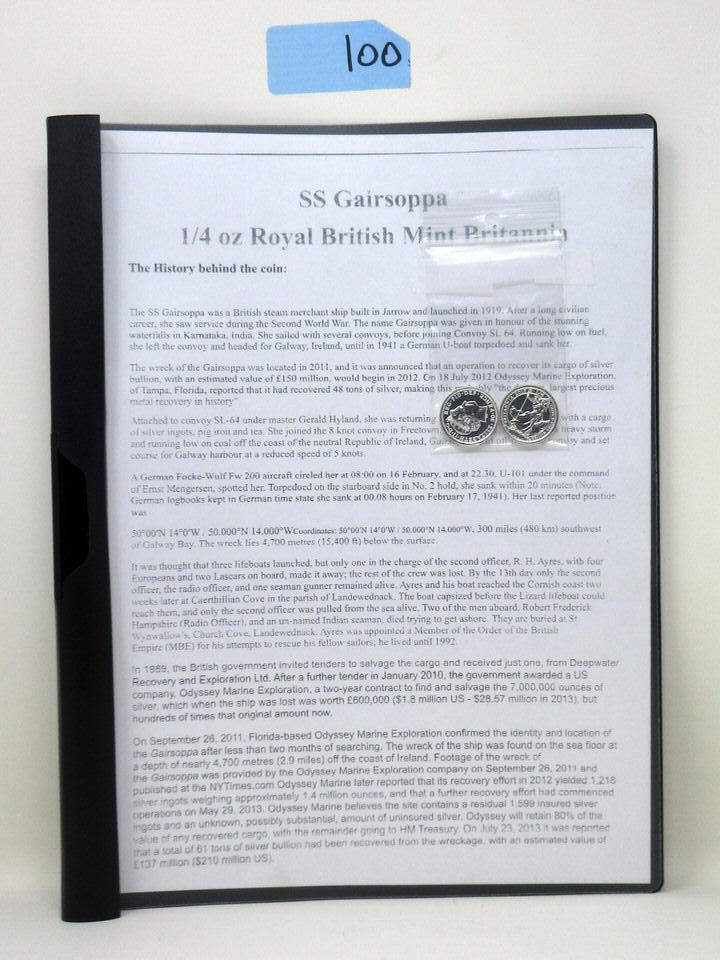 100
SS Gairsoppa
1/4 oz Royal British Mint Britannia
The History behind the coin:
The SS Gairsoppa was a British steam merchant ship built in Jarrow and launched in 1919. After a long civilian
career, she saw service during the Second World War. The name Gairsoppa was given in honour of the stunning
waterfalls in Karnataka, India. She sailed with several convoys, before joining Convoy SL 64. Running low on fuel,
she left the convoy and headed for Galway, Ireland, until in 1941 a German U-boat torpedoed and sank her.
The wreck of the Gairsoppa was located in 2011, and it was announced that an operation to recover its cargo of silver
bullion, with an estimated value of £150 million, would begin in 2012. On 18 July 2012 Odyssey Marine Exploration,
of Tampa, Florida, reported that it had recovered 48 tons of silver, making this "the largest precious
metal recovery in history"
Attached to convoy SL-64 under master Gerald Hyland, she was returning with a cargo
of silver ingots, pig iron and tea. She joined the 8 knot convoy in Freetown heavy storm
and running low on coal off the coast of the neutral Republic of Ireland, and set
course for Galway harbour at a reduced speed of 5 knots.
A German Focke-Wulf Fw 200 aircraft circled her at 08:00 on 16 February, and at 22.30, U-101 under the command
of Ernst Mengersen, spotted her. Torpedoed on the starboard side in No. 2 hold, she sank within 20 minutes (Note:
German logbooks kept in German time state she sank at 00.08 hours on February 17, 1941). Her last reported position
was
50°00'N 14°0'W / 50.000°N 14.000°WCoordinates: 50°00'N 14°0'W / 50.000°N 14.000°W, 300 miles (480 km) southwest
of Galway Bay. The wreck lies 4,700 metres (15,400 ft) below the surface.
It was thought that three lifeboats launched, but only one in the charge of the second officer, R. H. Ayres, with four
Europeans and two Lascars on board, made it away; the rest of the crew was lost. By the 13th day only the second
officer, the radio officer, and one seaman gunner remained alive. Ayres and his boat reached the Cornish coast two
weeks later at Caerthillian Cove in the parish of Landewednack. The boat capsized before the Lizard lifeboat could
reach them, and only the second officer was pulled from the sea alive. Two of the men aboard, Robert Frederick
Hampshire (Radio Officer), and an un-named Indian seaman, died trying to get ashore. They are buried at St
Wynwallow's, Church Cove, Landewednack. Ayres was appointed a Member of the Order of the British
Empire (MBE) for his attempts to rescue his fellow sailors; he lived until 1992.
In 1989, the British government invited tenders to salvage the cargo and received just one, from Deepwater
Recovery and Exploration Ltd. After a further tender in January 2010, the government awarded a US
company, Odyssey Marine Exploration, a two-year contract to find and salvage the 7,000,000 ounces of
silver, which when the ship was lost was worth £600,000 ($1.8 million US - $28.57 million in 2013), but
hundreds of times that original amount now.
On September 26, 2011, Florida-based Odyssey Marine Exploration confirmed the identity and location of
the Gairsoppa after less than two months of searching. The wreck of the ship was found on the sea floor at
a depth of nearly 4,700 metres (2.9 miles) off the coast of Ireland. Footage of the wreck of
the Gairsoppa was provided by the Odyssey Marine Exploration company on September 26, 2011 and
published at the NYTimes.com Odyssey Marine later reported that its recovery effort in 2012 yielded 1,218
silver ingots weighing approximately 1.4 million ounces, and that a further recovery effort had commenced
operations on May 29, 2013. Odyssey Marine believes the site contains a residual 1,599 insured silver
ingots and an unknown, possibly substantial, amount of uninsured silver. Odyssey will retain 80% of the
value of any recovered cargo, with the remainder going to HM Treasury. On July 23, 2013 it was reported
that a total of 61 tons of silver bullion had been recovered from the wreckage, with an estimated value of
£137 million ($210 million US).